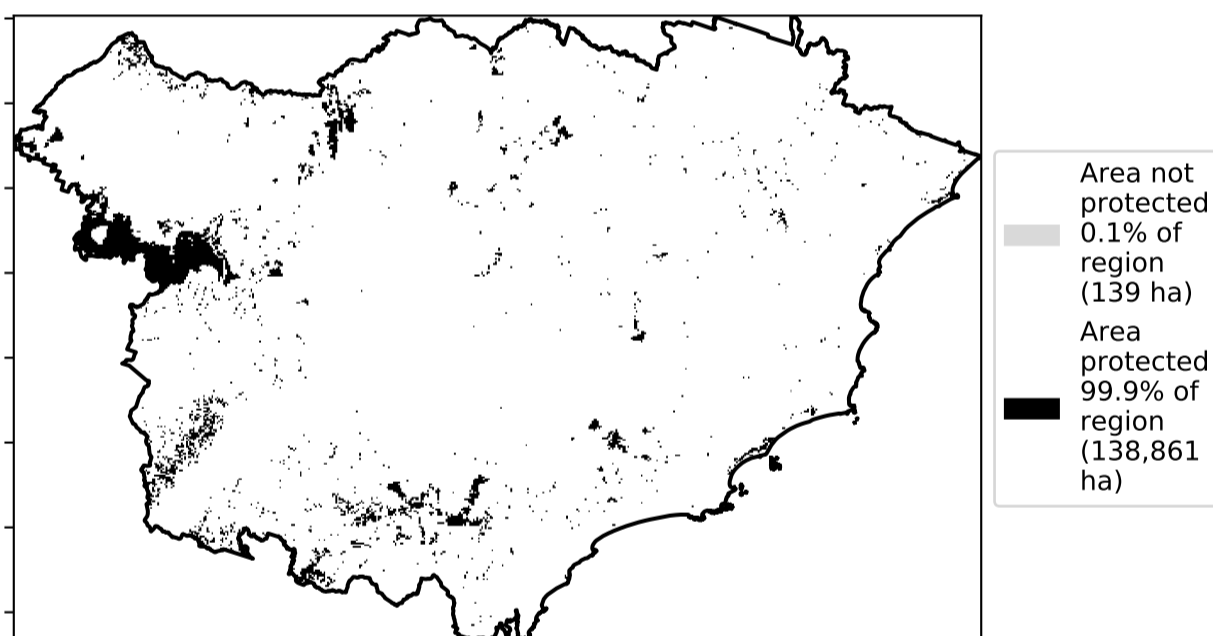 Area not
protected
0.1% of
region
(139 ha)
Area
protected
99.9% of
region
(138,861
ha)